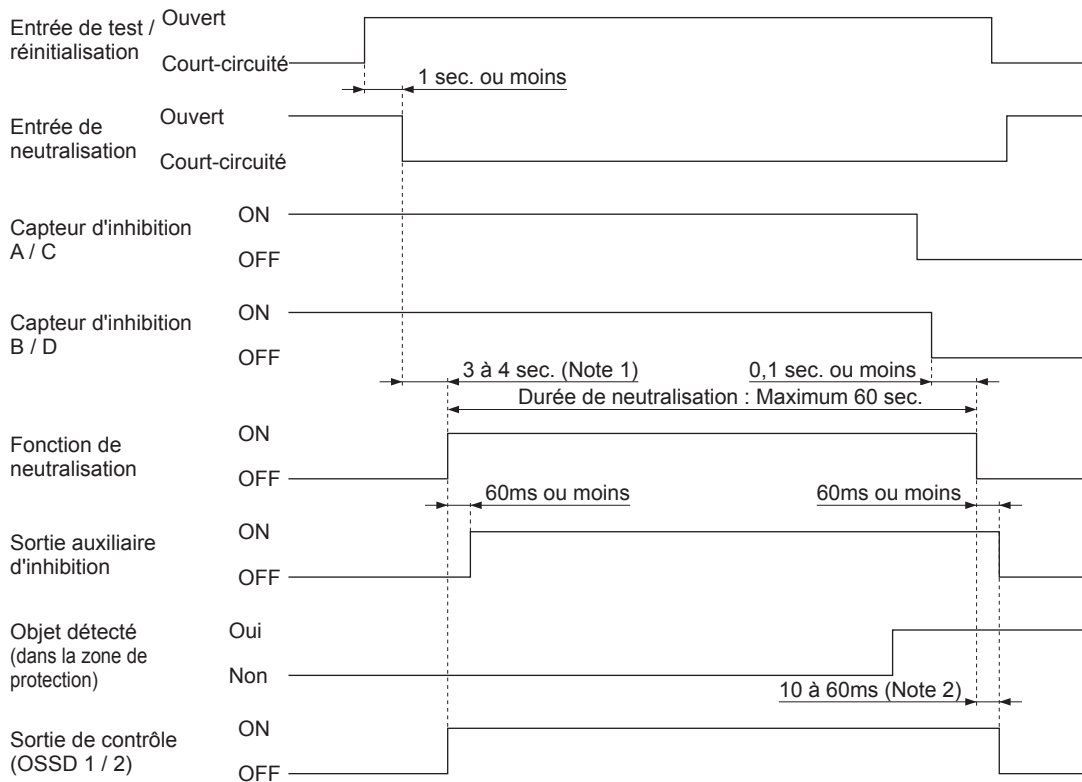 Entrée de test /
réinitialisation
Ouvert
Court-circuité
1 sec. ou moins
Entrée de
neutralisation
Ouvert
Court-circuité
Capteur d'inhibition
A / C
ON
OFF
Capteur d'inhibition
B / D
ON
OFF
3 à 4 sec. (Note 1)
0,1 sec. ou moins
Durée de neutralisation : Maximum 60 sec.
Fonction de
neutralisation
ON
OFF
60ms ou moins
60ms ou moins
Sortie auxiliaire
d'inhibition
ON
OFF
Objet détecté
(dans la zone de
protection)
Oui
Non
10 à 60ms (Note 2)
Sortie de contrôle
(OSSD 1 / 2)
ON
OFF